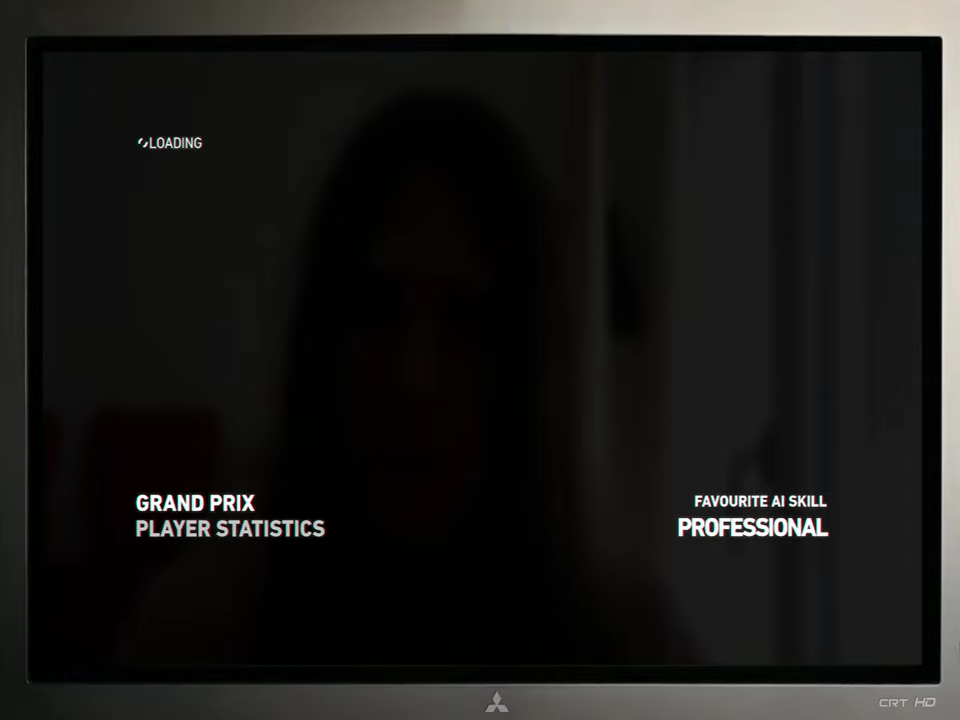 LOADING
GRAND PRIX
PLAYER STATISTICS
FAVOURITE AI SKILL
PROFESSIONAL
CRT HD